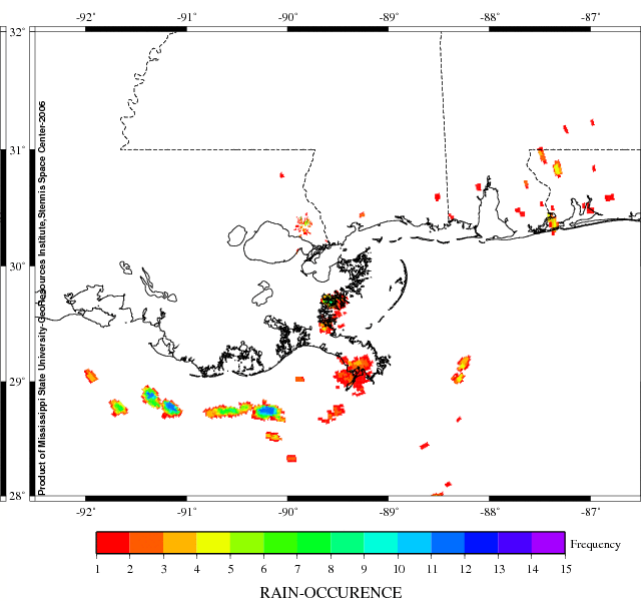 -92° -91° -90° -89° -88° -87°
32°
31°
30°
29°
28°
Product of Mississippi State University-GeoResources Institute,Stennis Space Center-2006
-92° -91° -90° -89° -88° -87°
Frequency
1 2 3 4 5 6 7 8 9 10 11 12 13 14 15
RAIN-OCCURENCE